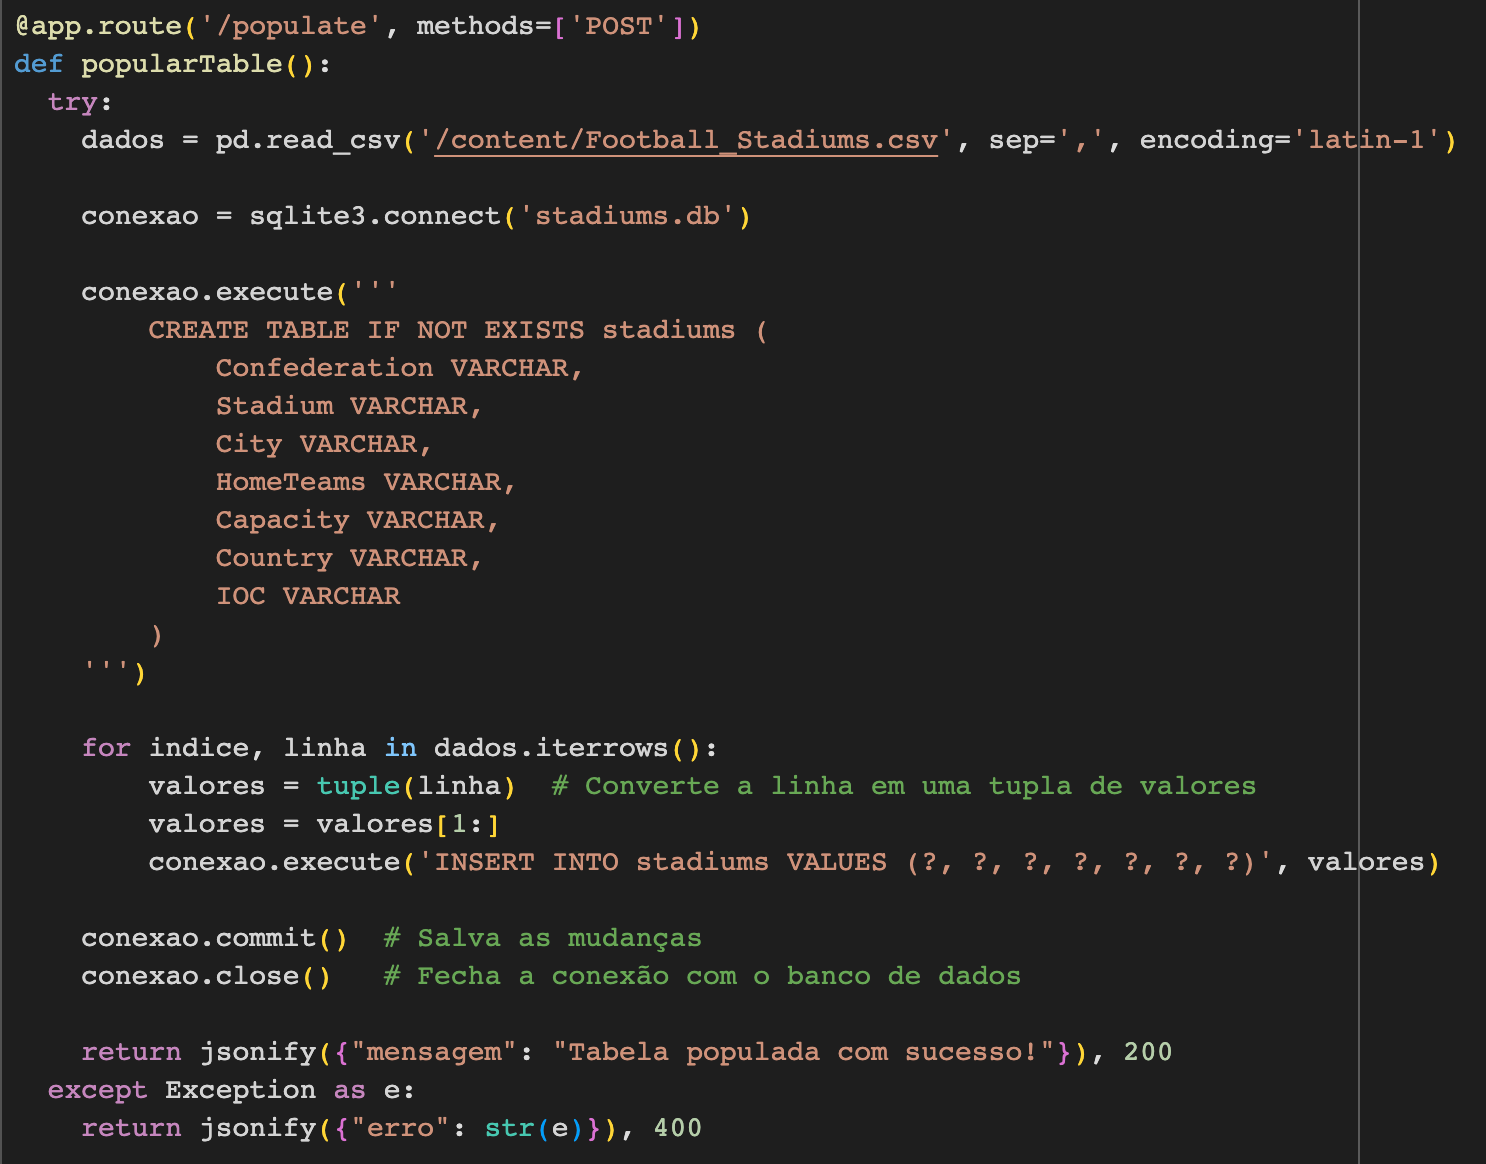 @app.route('/populate', methods=['POST'])
def popularTable():
  try:
    dados = pd.read_csv('/content/Football_Stadiums.csv', sep=',', encoding='latin-1')

    conexao = sqlite3.connect('stadiums.db')

    conexao.execute('''
        CREATE TABLE IF NOT EXISTS stadiums (
            Confederation VARCHAR,
            Stadium VARCHAR,
            City VARCHAR,
            HomeTeams VARCHAR,
            Capacity VARCHAR,
            Country VARCHAR,
            IOC VARCHAR
        )
    ''')

    for indice, linha in dados.iterrows():
        valores = tuple(linha)  # Converte a linha em uma tupla de valores
        valores = valores[1:]
        conexao.execute('INSERT INTO stadiums VALUES (?, ?, ?, ?, ?, ?, ?)', valores)

    conexao.commit()  # Salva as mudanças
    conexao.close()   # Fecha a conexão com o banco de dados

    return jsonify({"mensagem": "Tabela populada com sucesso!"}), 200
  except Exception as e:
    return jsonify({"erro": str(e)}), 400